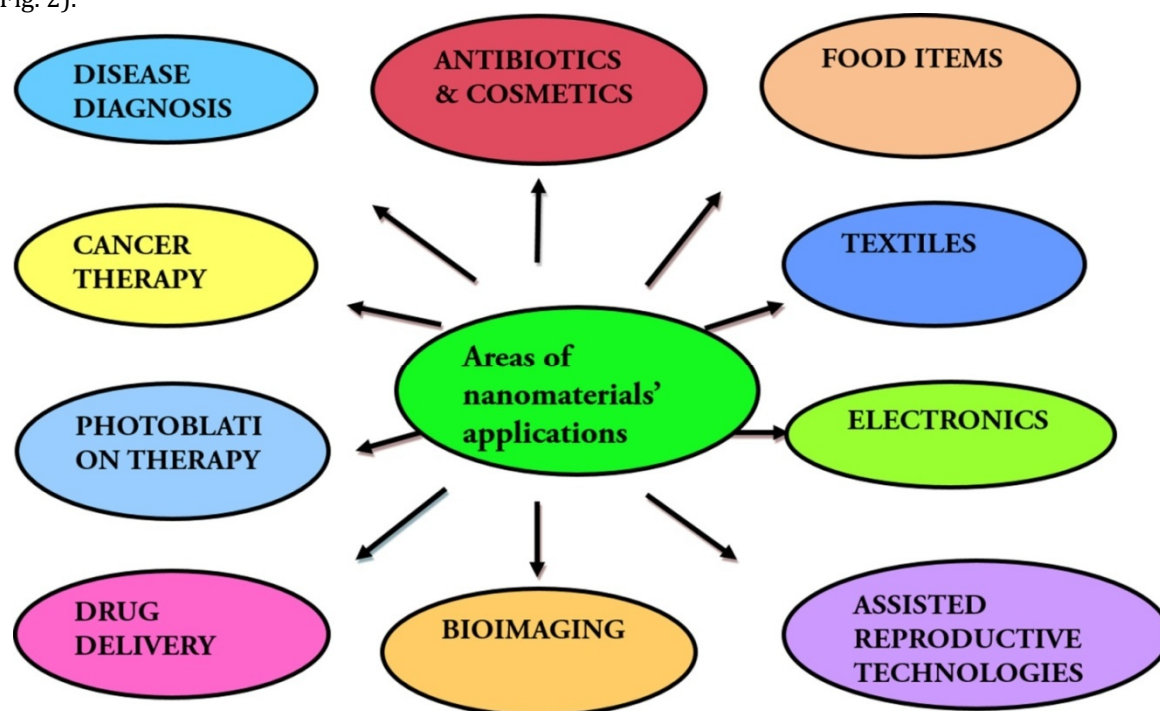 Fig. 2).
DISEASE
DIAGNOSIS
ANTIBIOTICS
& COSMETICS
FOOD ITEMS
CANCER
THERAPY
TEXTILES
Areas of
nanomaterials’
applications
PHOTOBLATI
ON THERAPY
ELECTRONICS
DRUG
DELIVERY
BIOIMAGING
ASSISTED
REPRODUCTIVE
TECHNOLOGIES